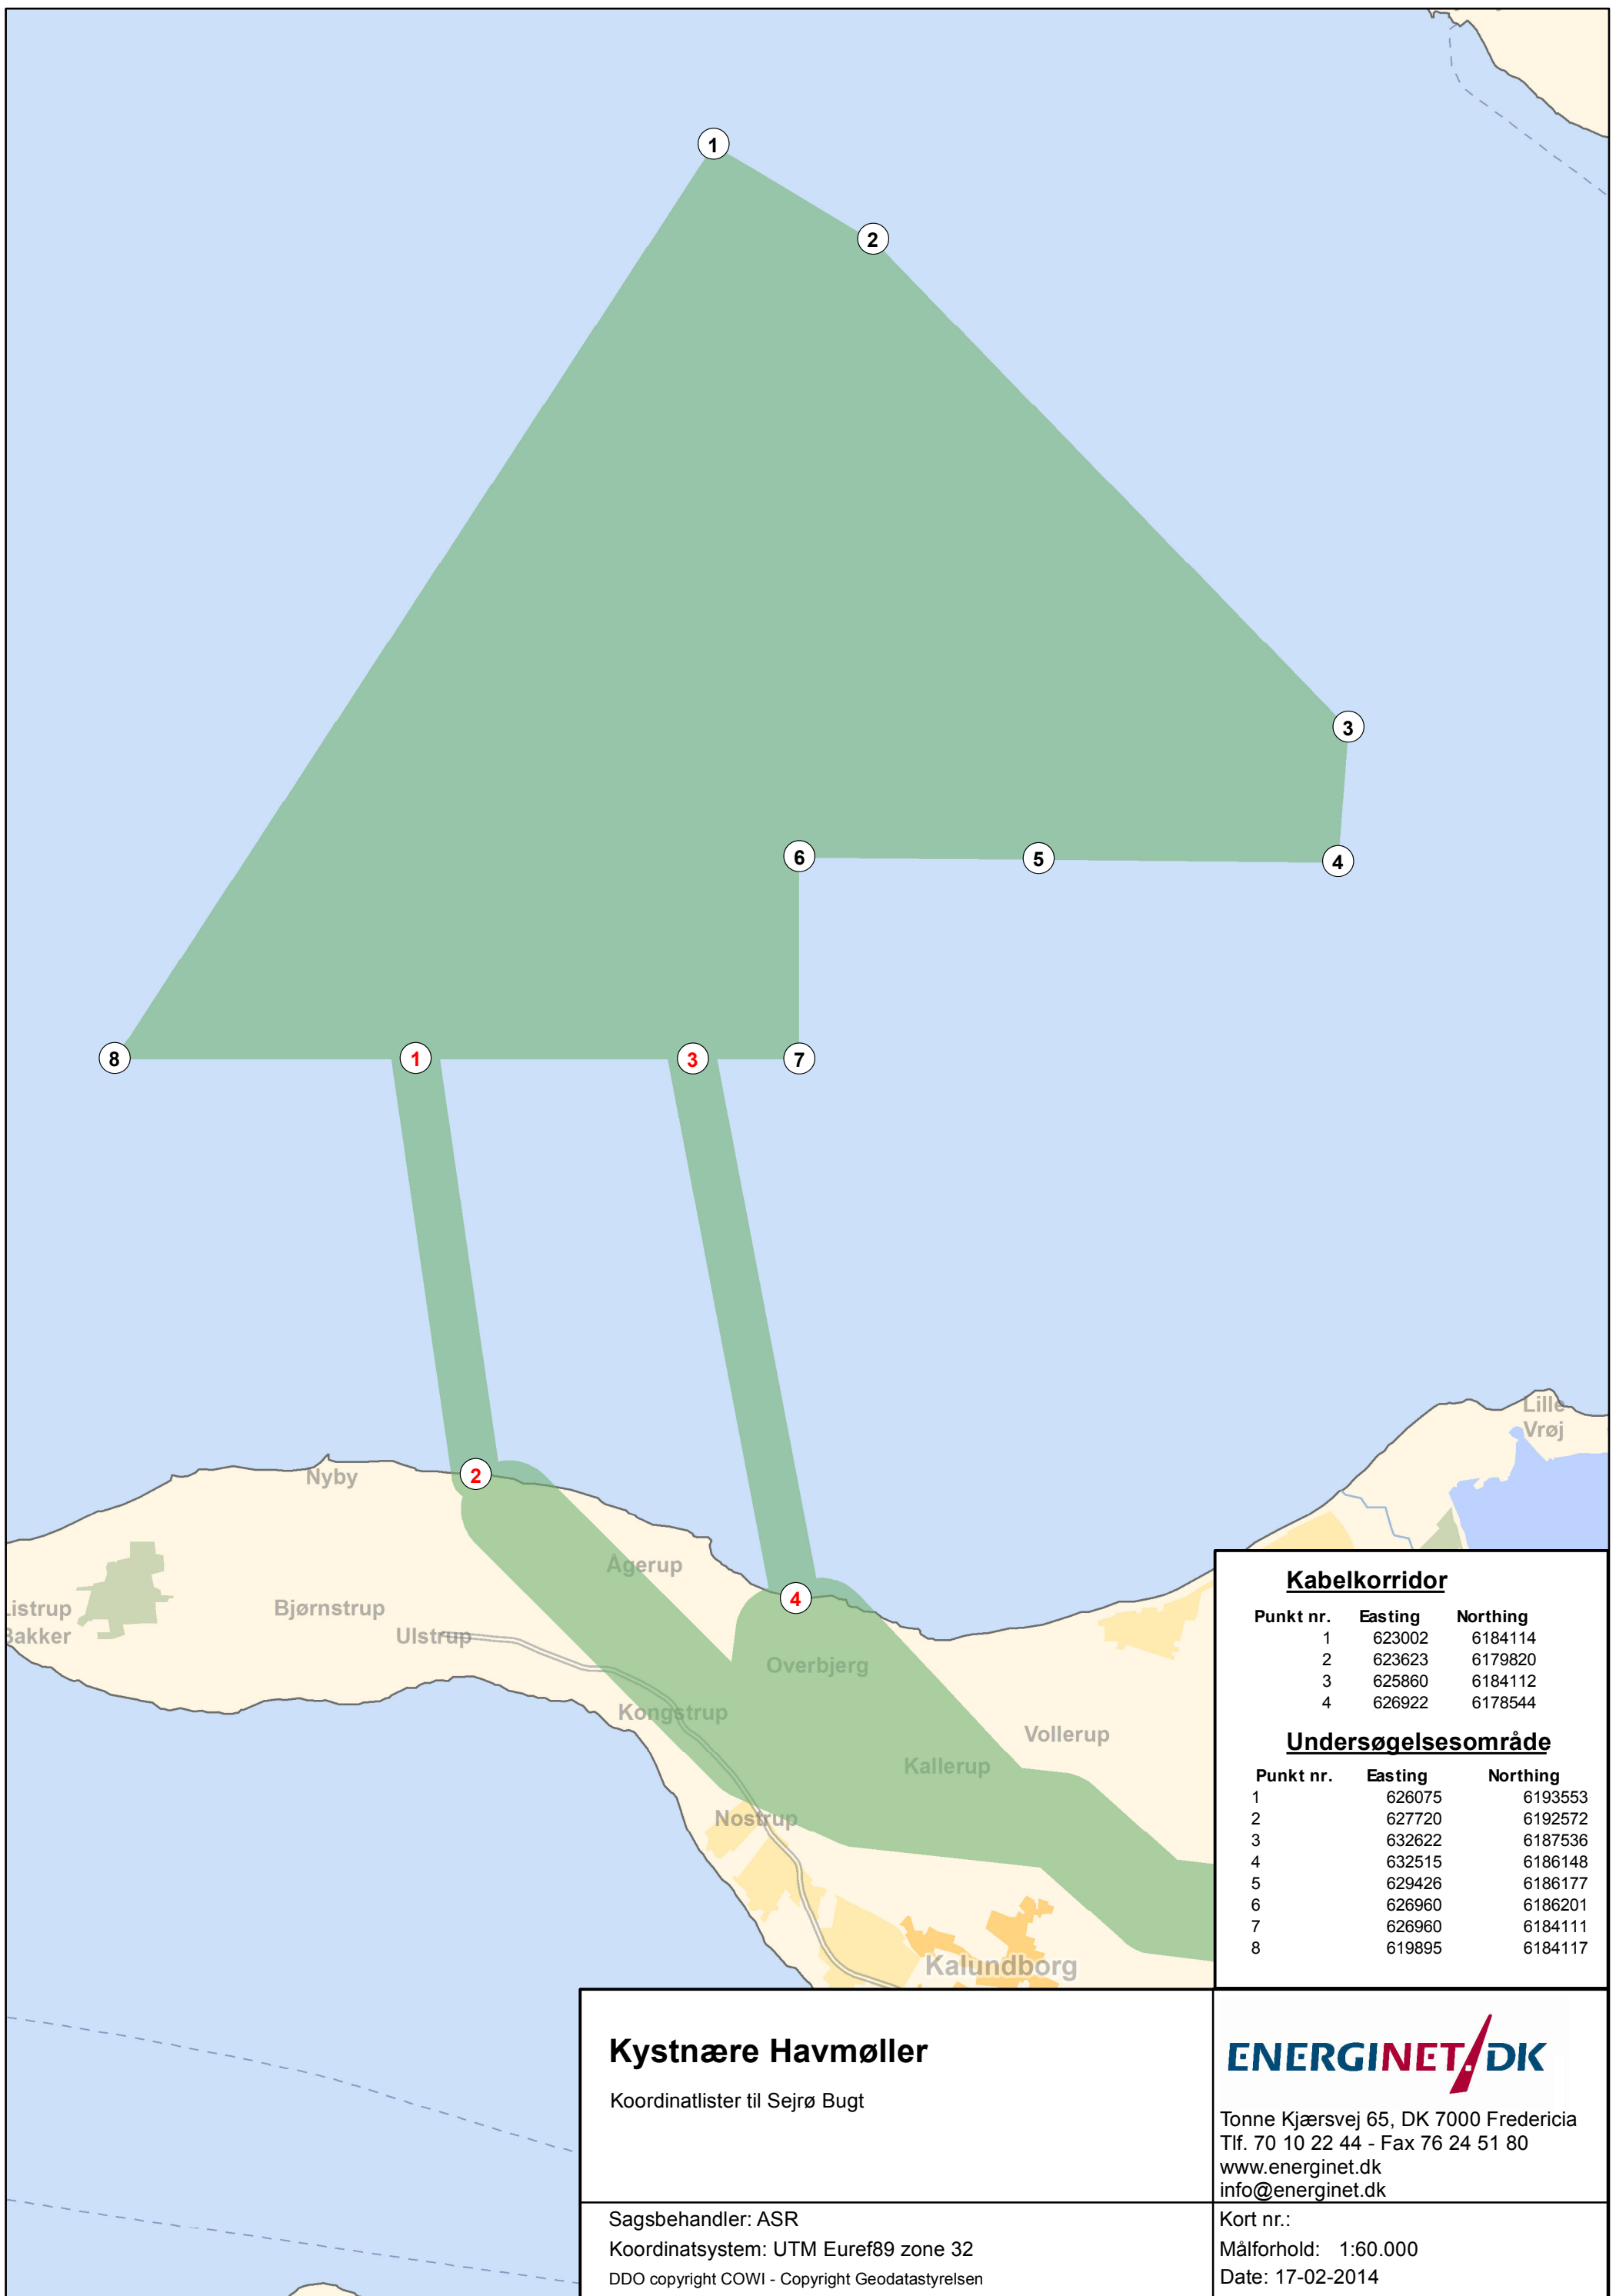 1
2
3
6
5
4
8
1
3
7
Lille
Vrøj
Nyby
2
Agerup
4
Listrup
Bakker
Bjørnstrup
Ulstrup
Overbjerg
Kongstrup
Vollerup
Kallerup
Nostrup
Kalundborg
Kabelkorridor
Punkt nr. Easting Northing
1 623002 6184114
2 623623 6179820
3 625860 6184112
4 626922 6178544
Undersøgelsesområde
Punkt nr. Easting Northing
1 626075 6193553
2 627720 6192572
3 632622 6187536
4 632515 6186148
5 629426 6186177
6 626960 6186201
7 626960 6184111
8 619895 6184117
Kystnære Havmøller
Koordinatlister til Sejrø Bugt
ENERGINET/DK
Tonne Kjærsvej 65, DK 7000 Fredericia
Tlf. 70 10 22 44 - Fax 76 24 51 80
www.energinet.dk
info@energinet.dk
Sagsbehandler: ASR
Koordinatsystem: UTM Euref89 zone 32
DDO copyright COWI - Copyright Geodatastyrelsen
Kort nr.:
Målforhold: 1:60.000
Date: 17-02-2014